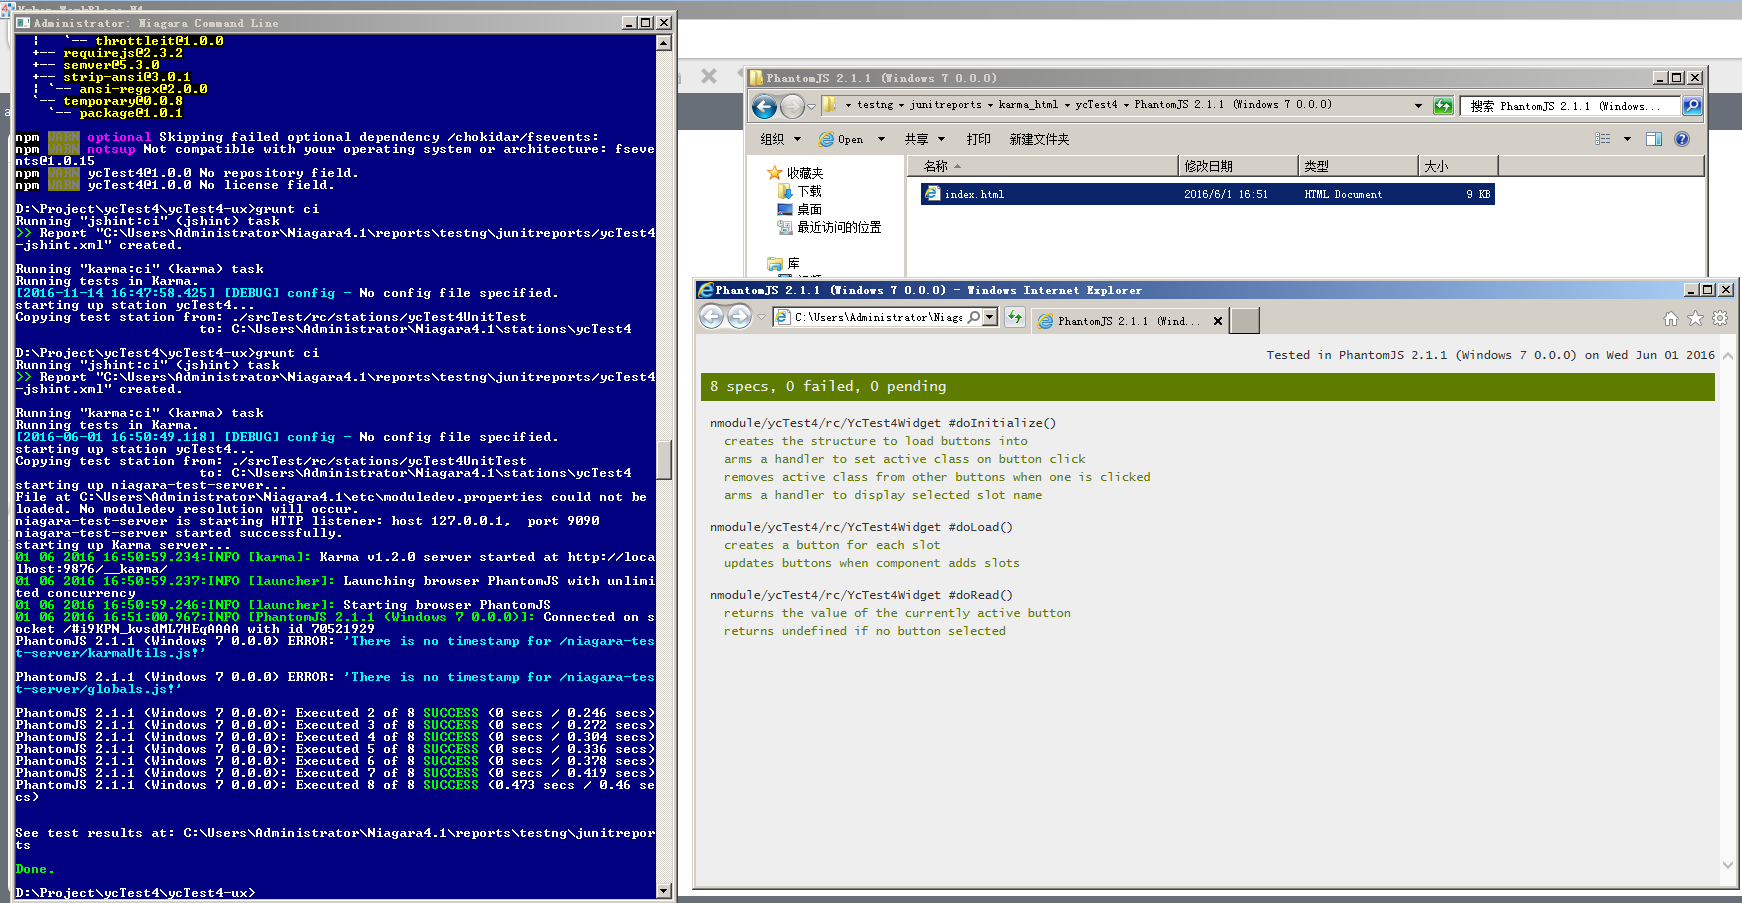 Administrator: Niagara Command Line
¦    `-- throttleit@1.0.0
+-- requirejs@2.3.2
+-- semver@5.3.0
+-- strip-ansi@3.0.1
¦ `-- ansi-regex@2.0.0
`-- temporary@0.0.8
  `-- package@1.0.1
npm WARN optional Skipping failed optional dependency /chokidar/fsevents:
npm WARN notsup Not compatible with your operating system or architecture: fseve
nts@1.0.15
npm WARN ycTest4@1.0.0 No repository field.
npm WARN ycTest4@1.0.0 No license field.
D:\Project\ycTest4\ycTest4-ux>grunt ci
Running "jshint:ci" (jshint) task
>> Report "C:\Users\Administrator\Niagara4.1\reports\testng\junitreports/ycTest4
-jshint.xml" created.
Running "karma:ci" (karma) task
Running tests in Karma.
[2016-11-14 16:47:58.425] [DEBUG] config - No config file specified.
starting up station ycTest4...
Copying test station from: ./srcTest/rc/stations/ycTest4UnitTest
to: C:\Users\Administrator\Niagara4.1\stations\ycTest4
D:\Project\ycTest4\ycTest4-ux>grunt ci
Running "jshint:ci" (jshint) task
>> Report "C:\Users\Administrator\Niagara4.1\reports\testng\junitreports/ycTest4
-jshint.xml" created.
Running "karma:ci" (karma) task
Running tests in Karma.
[2016-06-01 16:50:49.118] [DEBUG] config - No config file specified.
starting up station ycTest4...
Copying test station from: ./srcTest/rc/stations/ycTest4UnitTest
to: C:\Users\Administrator\Niagara4.1\stations\ycTest4
starting up niagara-test-server...
File at C:\Users\Administrator\Niagara4.1\etc\moduledev.properties could not be
loaded. No moduledev resolution will occur.
niagara-test-server is starting HTTP listener: host 127.0.0.1,  port 9090
niagara-test-server started successfully.
starting up Karma server...
01 06 2016 16:50:59.234:INFO [karma]: Karma v1.2.0 server started at http://loca
lhost:9876/__karma/
01 06 2016 16:50:59.237:INFO [launcher]: Launching browser PhantomJS with unlimi
ted concurrency
01 06 2016 16:50:59.246:INFO [launcher]: Starting browser PhantomJS
01 06 2016 16:51:00.967:INFO [PhantomJS 2.1.1 (Windows 7 0.0.0)]: Connected on s
ocket /#i9KPN_kvsdML7HEqAAAA with id 70521929
PhantomJS 2.1.1 (Windows 7 0.0.0) ERROR: 'There is no timestamp for /niagara-tes
t-server/karmaUtils.js!'
PhantomJS 2.1.1 (Windows 7 0.0.0) ERROR: 'There is no timestamp for /niagara-tes
t-server/globals.js!'
PhantomJS 2.1.1 (Windows 7 0.0.0): Executed 2 of 8 SUCCESS (0 secs / 0.246 secs)
PhantomJS 2.1.1 (Windows 7 0.0.0): Executed 3 of 8 SUCCESS (0 secs / 0.272 secs)
PhantomJS 2.1.1 (Windows 7 0.0.0): Executed 4 of 8 SUCCESS (0 secs / 0.304 secs)
PhantomJS 2.1.1 (Windows 7 0.0.0): Executed 5 of 8 SUCCESS (0 secs / 0.336 secs)
PhantomJS 2.1.1 (Windows 7 0.0.0): Executed 6 of 8 SUCCESS (0 secs / 0.378 secs)
PhantomJS 2.1.1 (Windows 7 0.0.0): Executed 7 of 8 SUCCESS (0 secs / 0.419 secs)
PhantomJS 2.1.1 (Windows 7 0.0.0): Executed 8 of 8 SUCCESS (0.473 secs / 0.46 se
cs)
See test results at: C:\Users\Administrator\Niagara4.1\reports\testng\junitrepor
ts
Done.
D:\Project\ycTest4\ycTest4-ux>
PhantomJS 2.1.1 (Windows 7 0.0.0)
testng junitreports karma_html ycTest4 PhantomJS 2.1.1 (Windows 7 0.0.0)
搜索 PhantomJS 2.1.1 (Windows...
组织 Open 共享 打印 新建文件夹
名称 修改日期 类型 大小
index.html 2016/6/1 16:51 HTML Document 9 KB
收藏夹
下载
桌面
最近访问的位置
库
PhantomJS 2.1.1 (Windows 7 0.0.0) - Windows Internet Explorer
C:\Users\Administrator\Niaga
PhantomJS 2.1.1 (Wind...
Tested in PhantomJS 2.1.1 (Windows 7 0.0.0) on Wed Jun 01 2016
8 specs, 0 failed, 0 pending
nmodule/ycTest4/rc/YcTest4Widget #doInitialize()
creates the structure to load buttons into
arms a handler to set active class on button click
removes active class from other buttons when one is clicked
arms a handler to display selected slot name
nmodule/ycTest4/rc/YcTest4Widget #doLoad()
creates a button for each slot
updates buttons when component adds slots
nmodule/ycTest4/rc/YcTest4Widget #doRead()
returns the value of the currently active button
returns undefined if no button selected